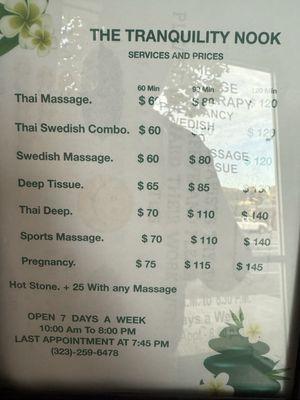 THE TRANQUILITY NOOK
SERVICES AND PRICES
60 Min 90 Min 120 Min
Thai Massage. $ 80 $ 120
Thai Swedish Combo. $ 60 $ 120
Swedish Massage. $ 60 $ 80 $ 120
Deep Tissue. $ 65 $ 85
Thai Deep. $ 70 $ 110 $ 140
Sports Massage. $ 70 $ 110 $ 140
Pregnancy. $ 75 $ 115 $ 145
Hot Stone. + 25 With any Massage
OPEN 7 DAYS A WEEK
10:00 Am To 8:00 PM
LAST APPOINTMENT AT 7:45 PM
(323)-259-6478